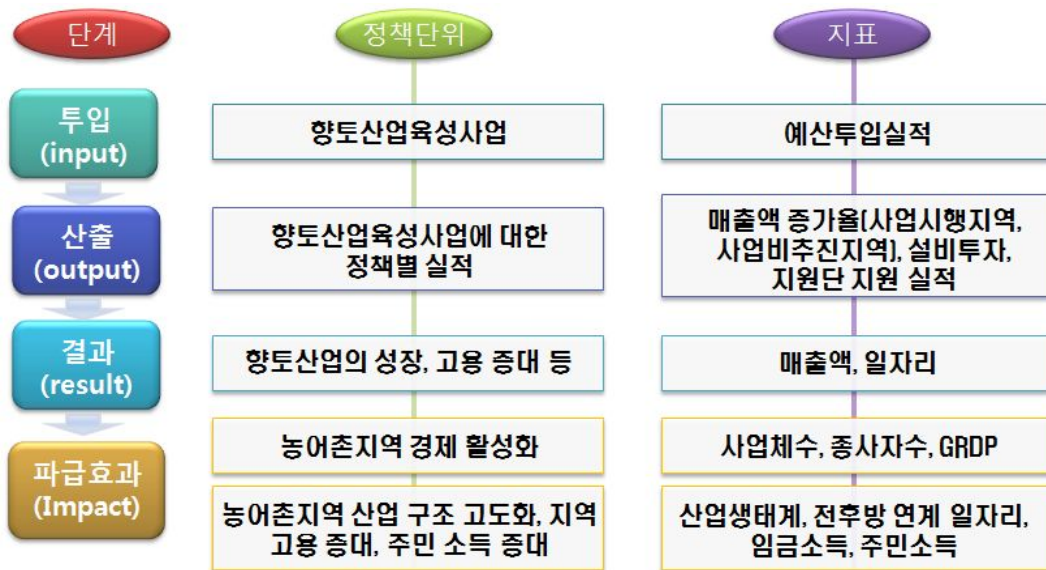 단계
정책단위
지표
투입
(input)
향토산업육성사업
예산투입실적
산출
(output)
향토산업육성사업에 대한
정책별 실적
매출액 증가율(사업시행지역,
사업비추진지역), 설비투자,
지원단 지원 실적
결과
(result)
향토산업의 성장, 고용 증대 등
매출액, 일자리
파급효과
(Impact)
농어촌지역 경제 활성화
사업체수, 종사자수, GRDP
농어촌지역 산업 구조 고도화, 지역
고용 증대, 주민 소득 증대
산업생태계, 전후방 연계 일자리,
임금소득, 주민소득